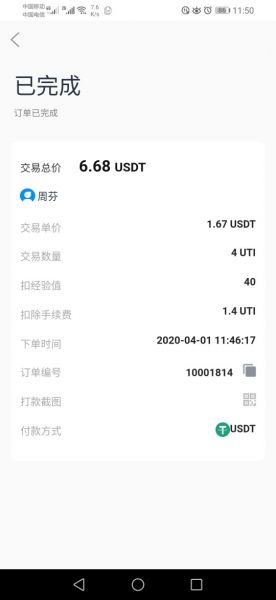 中国移动
中国电信
7.6
K/s
11:50
已完成
订单已完成
交易总价 6.68 USDT
周芬
交易单价 1.67 USDT
交易数量 4 UTI
扣经验值 40
扣除手续费 1.4 UTI
下单时间 2020-04-01 11:46:17
订单编号 10001814
打款截图
付款方式 USDT